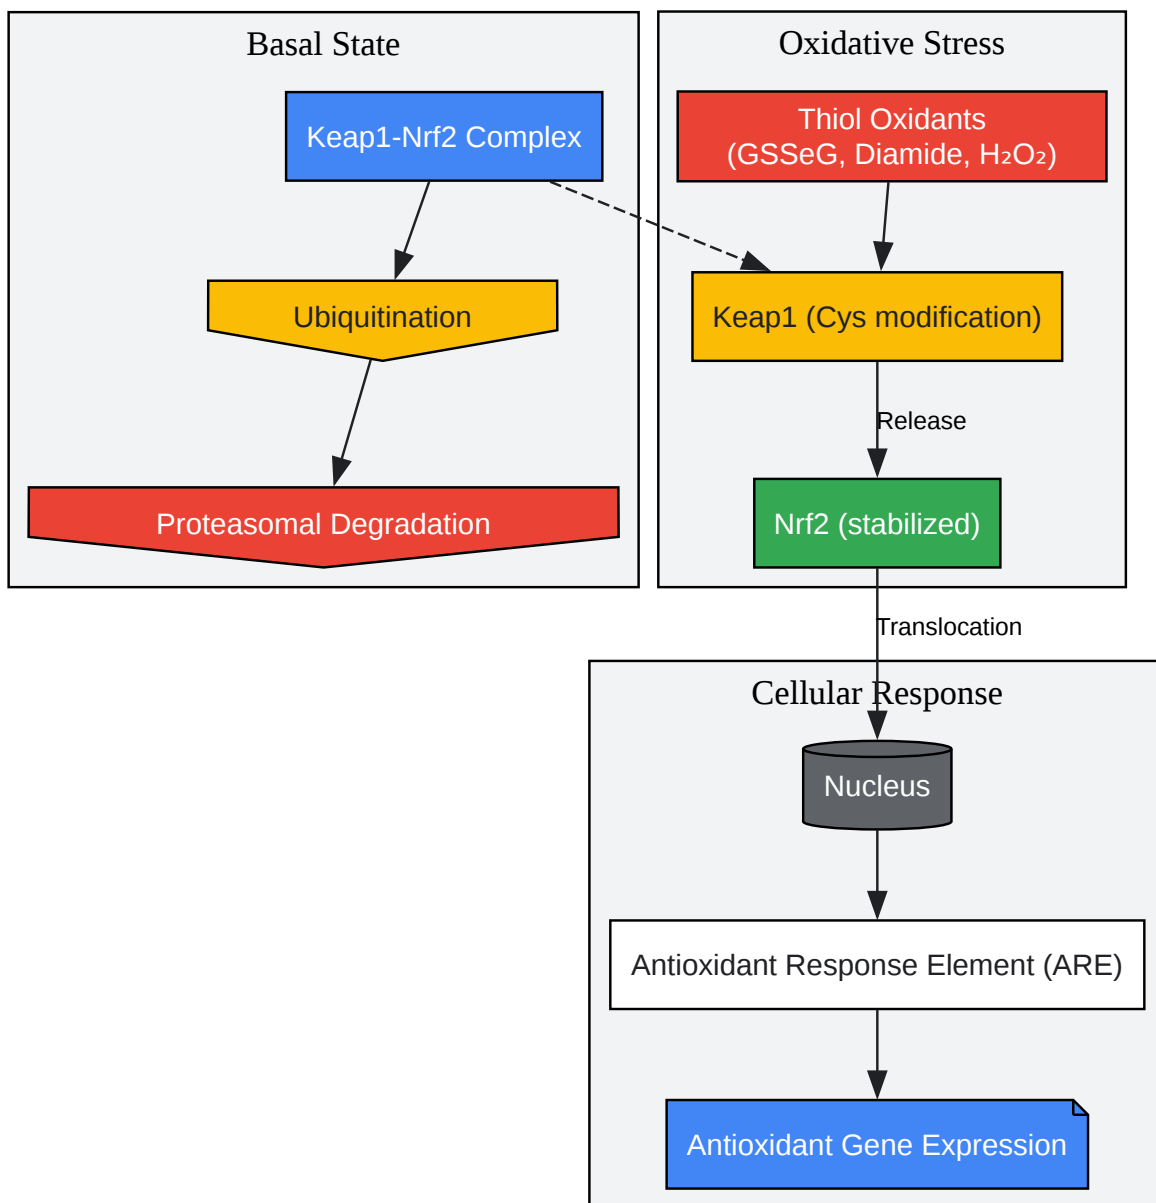 Basal State
Keap1-Nrf2 Complex
Ubiquitination
Proteasomal Degradation
Oxidative Stress
Thiol Oxidants
(GSSeG, Diamide, H₂O₂)
Keap1 (Cys modification)
Release
Nrf2 (stabilized)
Translocation
Cellular Response
Nucleus
Antioxidant Response Element (ARE)
Antioxidant Gene Expression